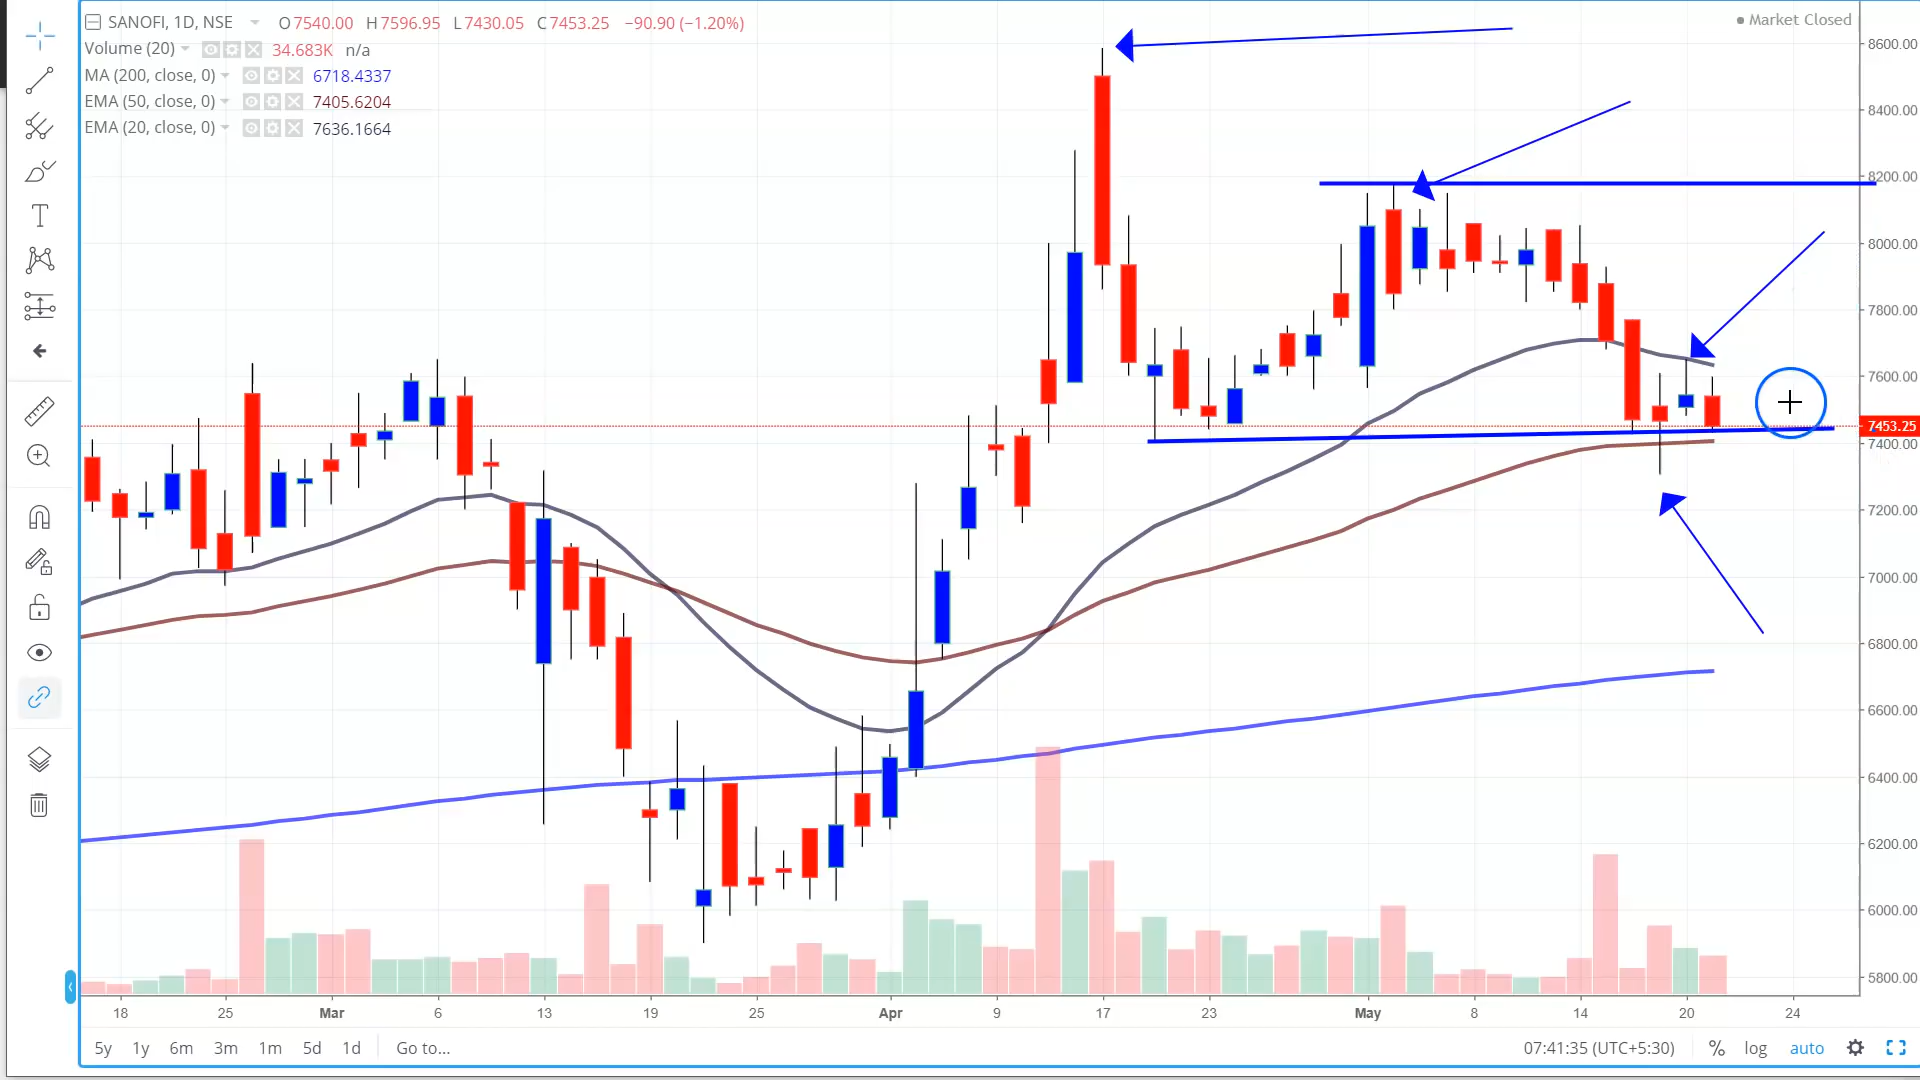 SANOFI, 1D, NSE O7540.00 H7596.95 L7430.05 C7453.25 −90.90 (−1.20%)
Market Closed
Volume (20) 34.683K n/a
MA (200, close, 0) 6718.4337
EMA (50, close, 0) 7405.6204
EMA (20, close, 0) 7636.1664
8600.00
8400.00
8200.00
8000.00
7800.00
7600.00
7453.25
7400.00
7200.00
7000.00
6800.00
6600.00
6400.00
6200.00
6000.00
5800.00
18 25 Mar 6 13 19 25 Apr 9 17 23 May 8 14 20 24
5y 1y 6m 3m 1m 5d 1d Go to... 07:41:35 (UTC+5:30) % log auto